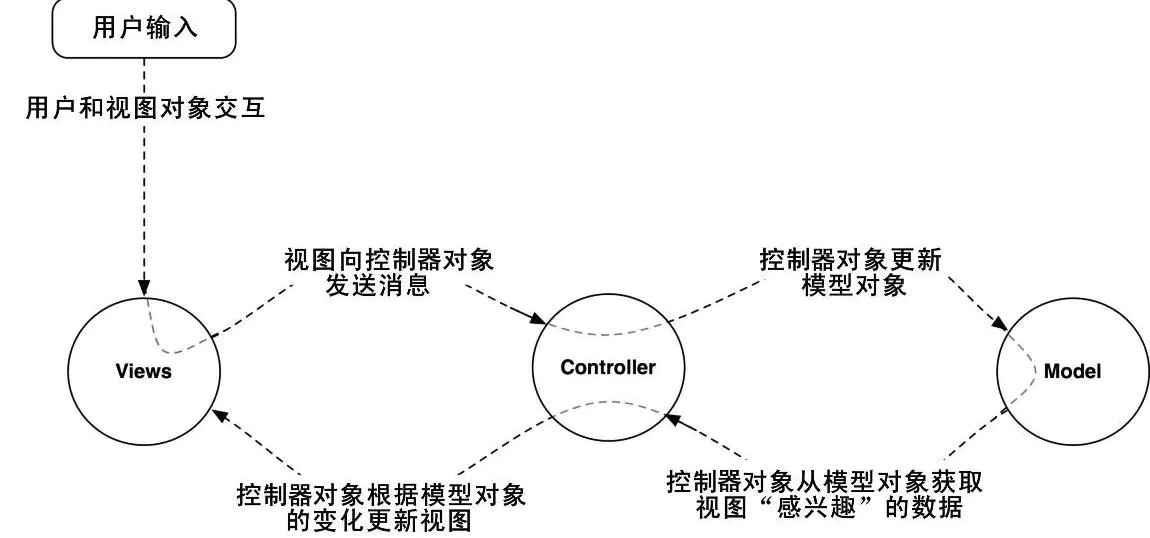 用户输入
用户和视图对象交互
视图向控制器对象
发送消息
控制器对象更新
模型对象
Views
Controller
Model
控制器对象根据模型对象
的变化更新视图
控制器对象从模型对象获取
视图“感兴趣”的数据